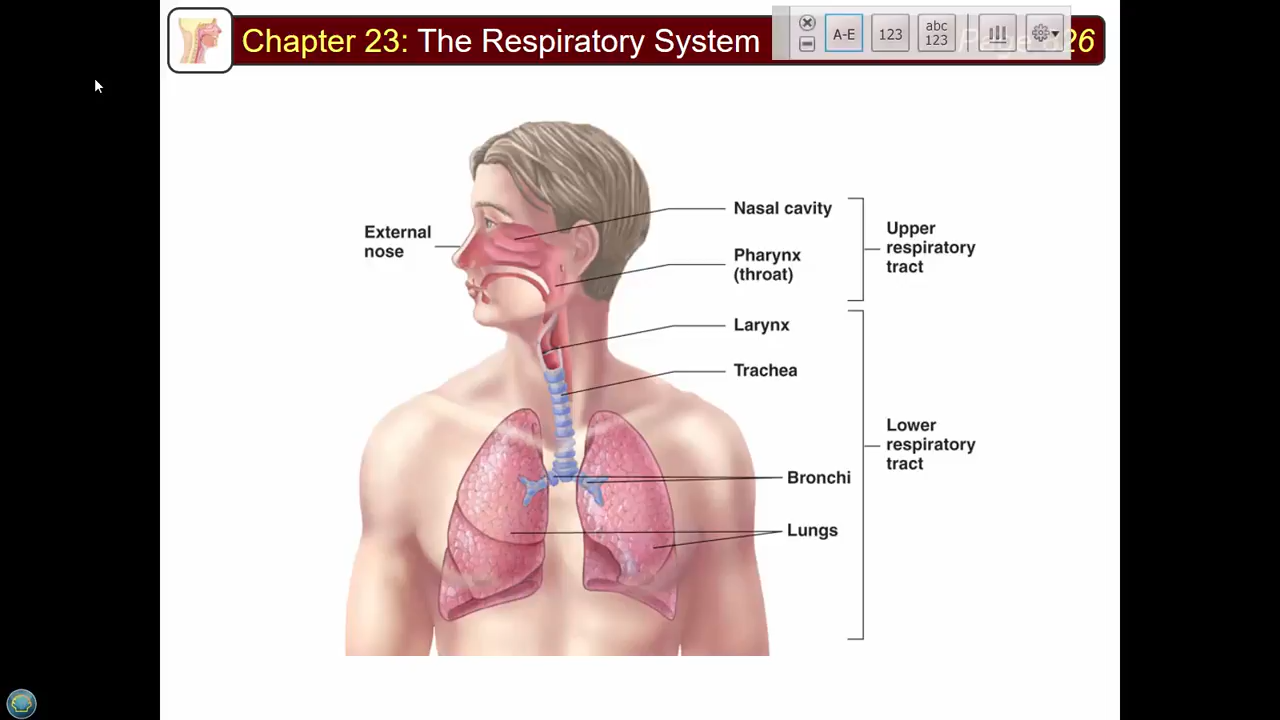 Chapter 23: The Respiratory System
A-E
123
abc
123
26
External
nose
Nasal cavity
Pharynx
(throat)
Larynx
Trachea
Bronchi
Lungs
Upper
respiratory
tract
Lower
respiratory
tract